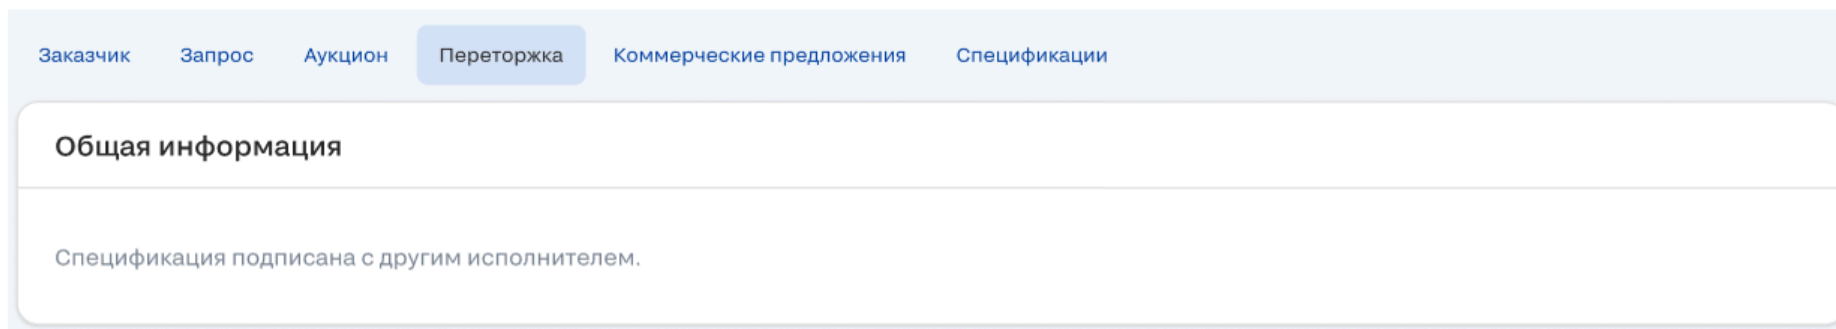 Заказчик Запрос Аукцион Переторжка Коммерческие предложения Спецификации
Общая информация
Спецификация подписана с другим исполнителем.